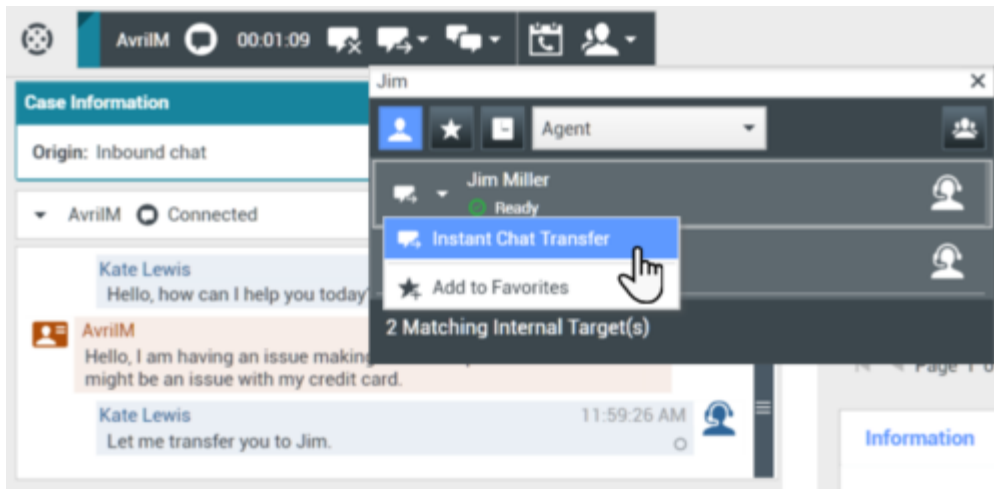 AvrilM 00:01:09
Jim
Case Information
Agent
Origin: Inbound chat
Jim Miller
Ready
AvrilM Connected
Instant Chat Transfer
Add to Favorites
2 Matching Internal Target(s)
Kate Lewis
Hello, how can I help you today
AvrilM
Hello, I am having an issue making
might be an issue with my credit card.
Page 1 o
Kate Lewis 11:59:26 AM
Let me transfer you to Jim.
Information